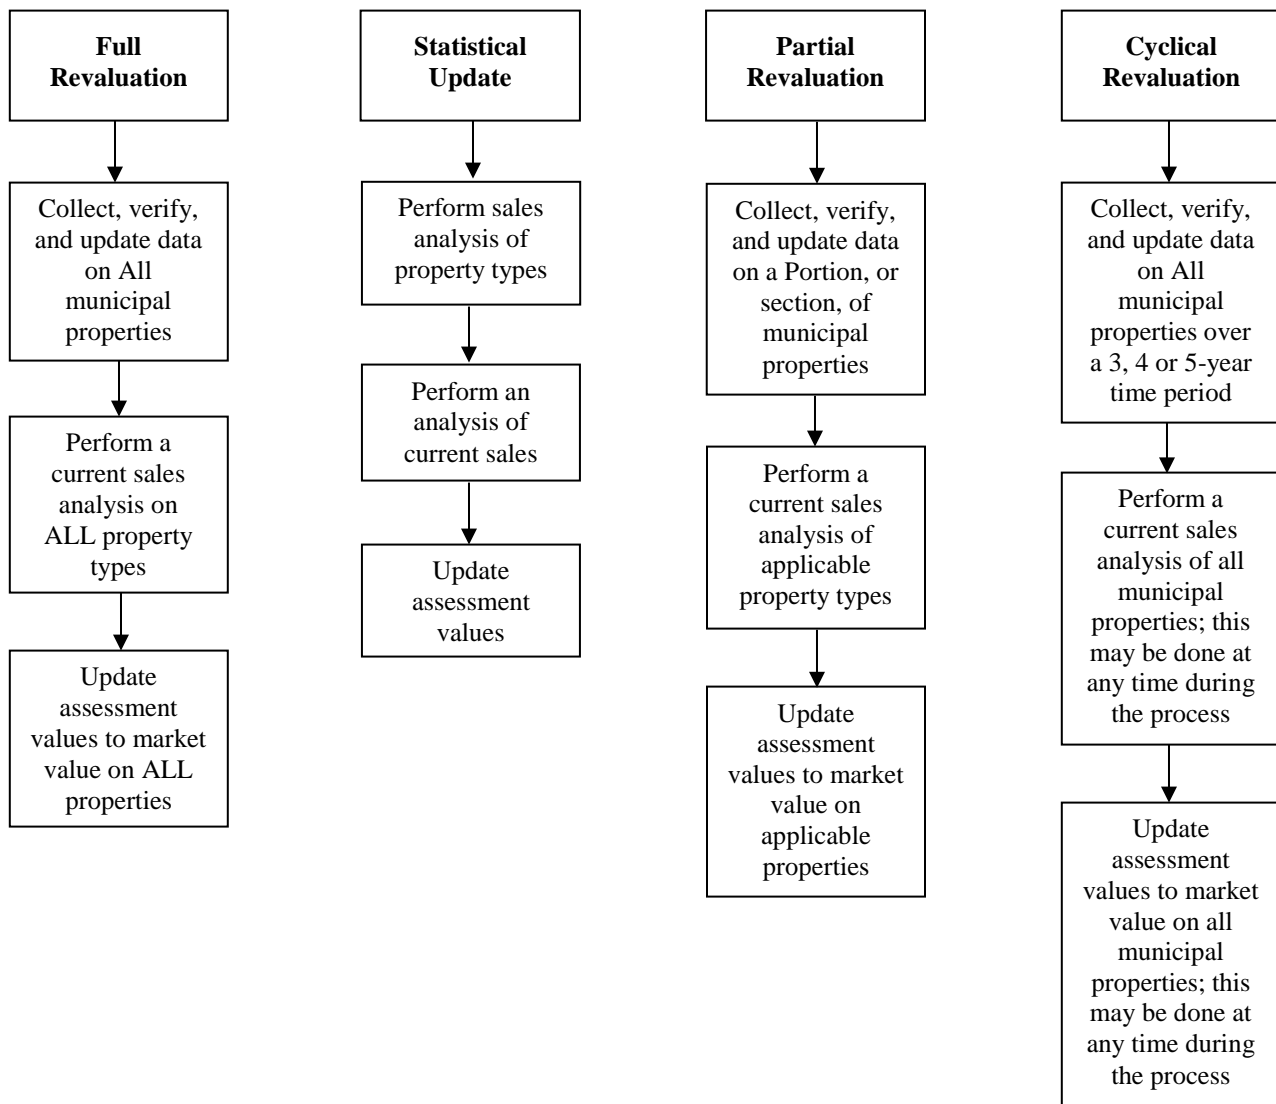 Full
Revaluation
Collect, verify,
and update data
on All
municipal
properties
Perform a
current sales
analysis on
ALL property
types
Update
assessment
values to market
value on ALL
properties
Statistical
Update
Perform sales
analysis of
property types
Perform an
analysis of
current sales
Update
assessment
values
Partial
Revaluation
Collect, verify,
and update data
on a Portion, or
section, of
municipal
properties
Perform a
current sales
analysis of
applicable
property types
Update
assessment
values to market
value on
applicable
properties
Cyclical
Revaluation
Collect, verify,
and update data
on All
municipal
properties over
a 3, 4 or 5-year
time period
Perform a
current sales
analysis of all
municipal
properties; this
may be done at
any time during
the process
Update
assessment
values to market
value on all
municipal
properties; this
may be done at
any time during
the process